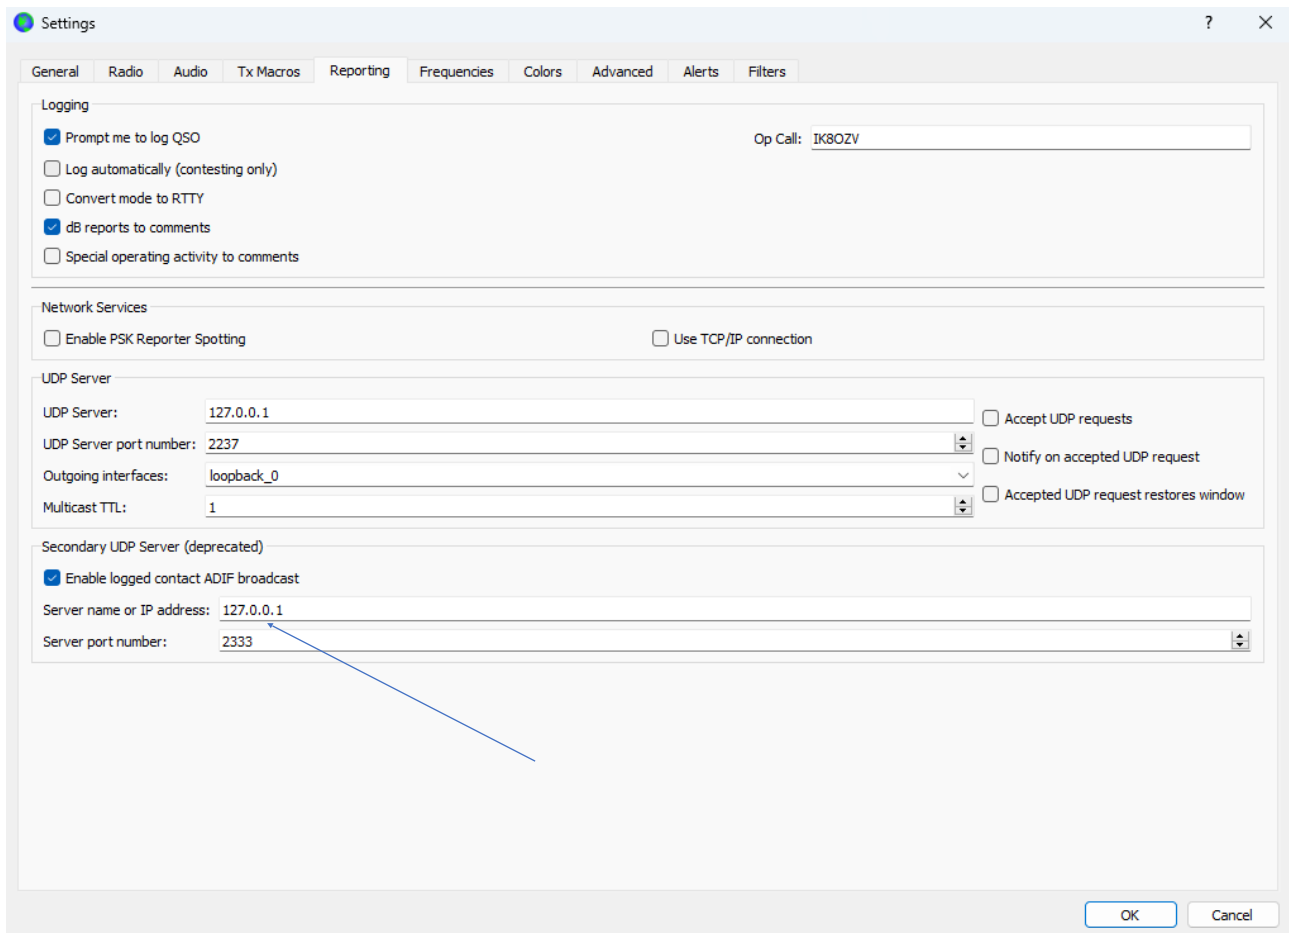 Settings
General Radio Audio Tx Macros Reporting Frequencies Colors Advanced Alerts Filters
Logging
Prompt me to log QSO
Op Call: IK8OZV
Log automatically (contesting only)
Convert mode to RTTY
dB reports to comments
Special operating activity to comments
Network Services
Enable PSK Reporter Spotting
Use TCP/IP connection
UDP Server
UDP Server: 127.0.0.1
Accept UDP requests
UDP Server port number: 2237
Notify on accepted UDP request
Outgoing interfaces: loopback_0
Accepted UDP request restores window
Multicast TTL: 1
Secondary UDP Server (deprecated)
Enable logged contact ADIF broadcast
Server name or IP address: 127.0.0.1
Server port number: 2333
OK Cancel